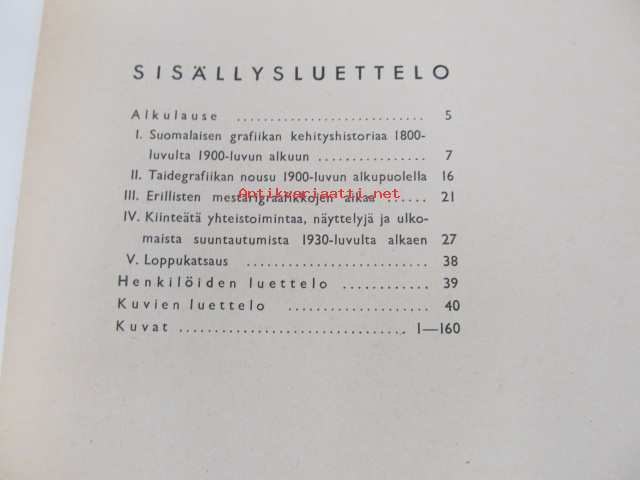 SISÄLLYSLUETTELO
Alkulause ........................... 5
I. Suomalaisen grafiikan kehityshistoriaa 1800-
luvulta 1900-luvun alkuun ............... 7
II. Taidegrafiikan nousu 1900-luvun alkupuolella 16
Antikvariaatti.net
III. Erillisten mestarigraafikkojen aikaa ...... 21
IV. Kiinteätä yhteistoimintaa, näyttelyjä ja ulko-
maista suuntautumista 1930-luvulta alkaen 27
V. Loppukatsaus ........................... 38
Henkilöiden luettelo ............ 39
Kuvien luettelo .................... 40
Kuvat ................................ 1—160